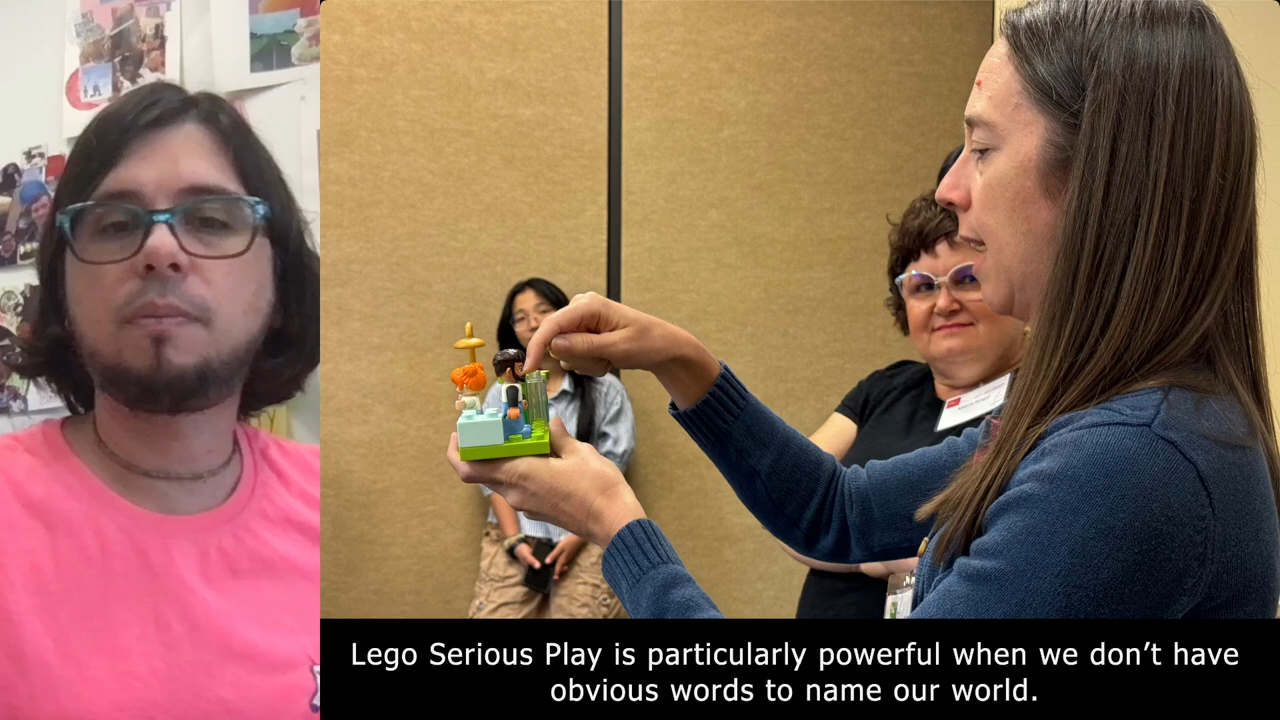 Lego Serious Play is particularly powerful when we don’t have
obvious words to name our world.